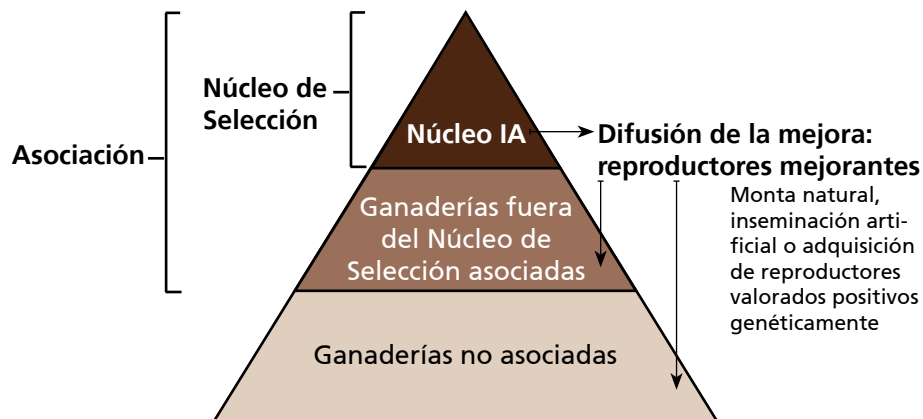 Asociación
Núcleo de
Selección
Núcleo IA
Difusión de la mejora:
reproductores mejorantes
Monta natural,
inseminación arti-
ficial o adquisición
de reproductores
valorados positivos
genéticamente
Ganaderías fuera
del Núcleo de
Selección asociadas
Ganaderías no asociadas